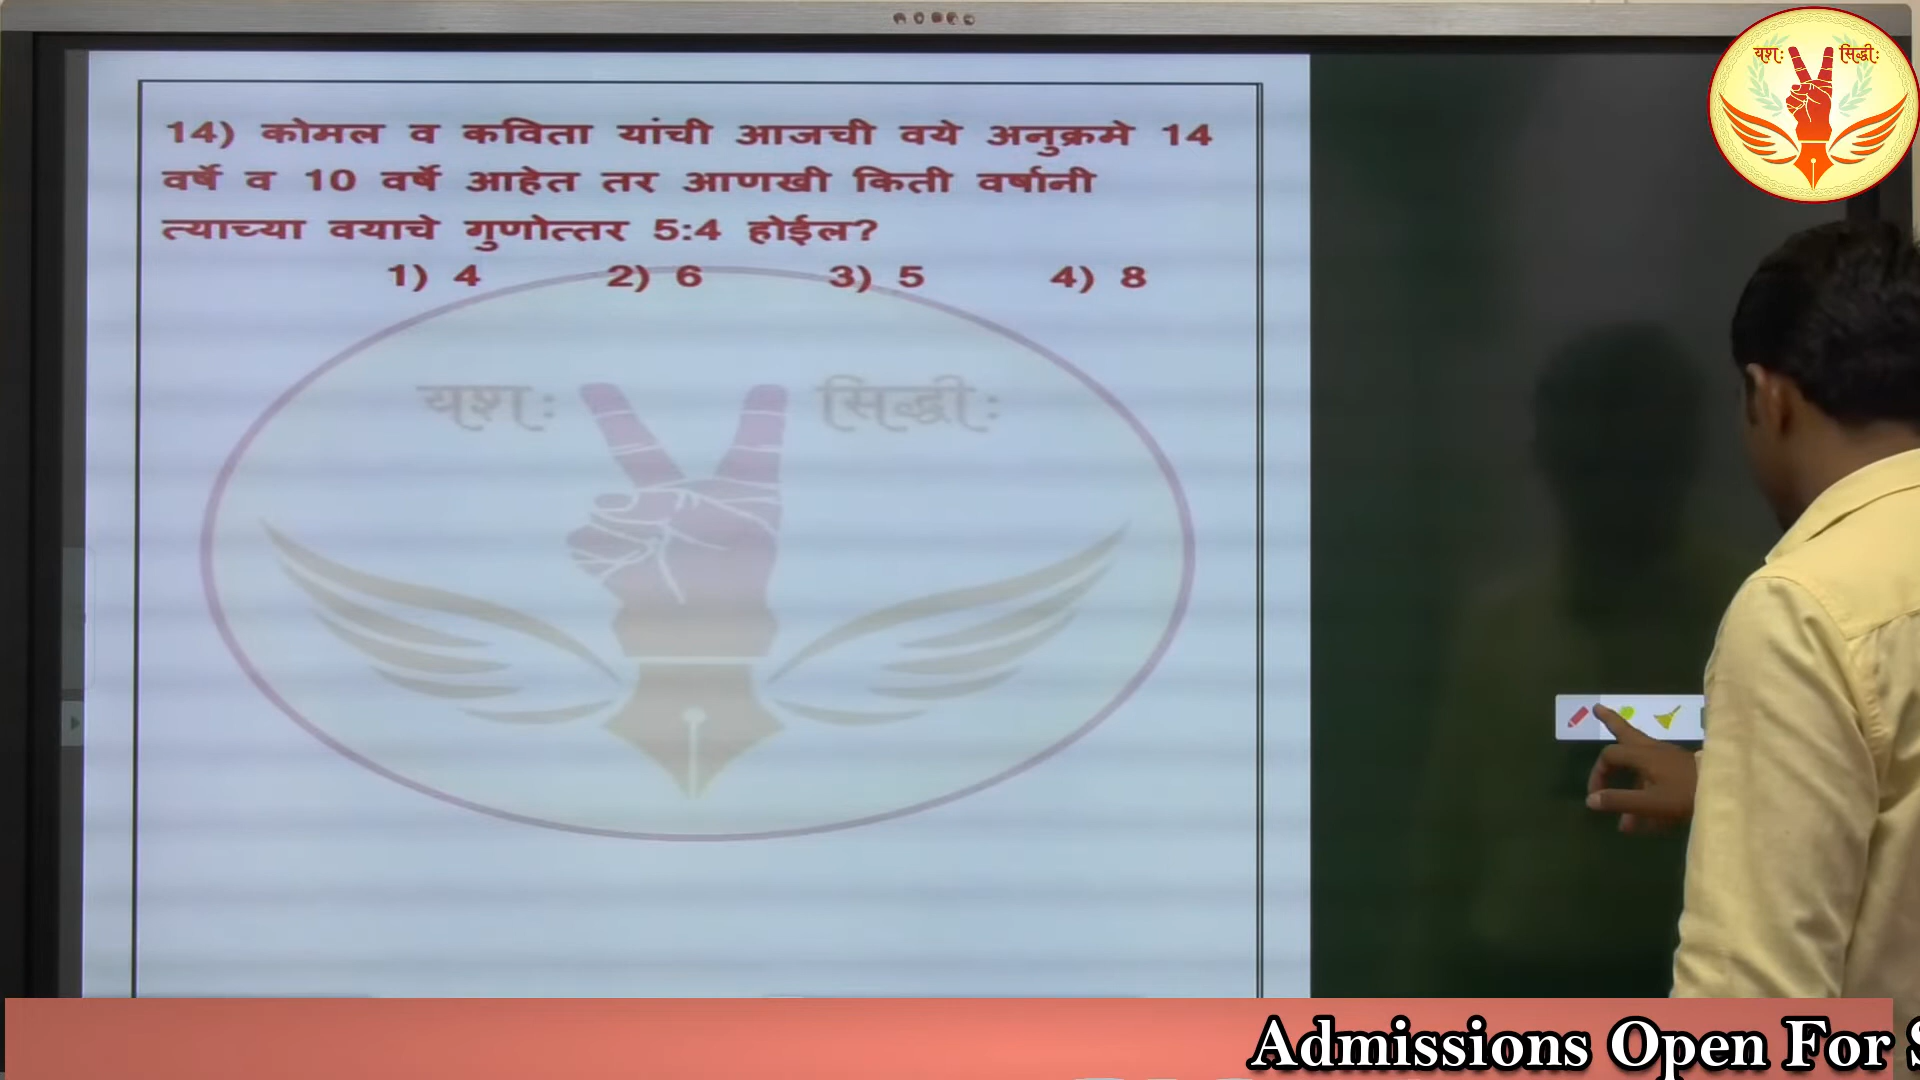 14) कोमल व कविता यांची आजची वये अनुक्रमे 14
वर्षे व 10 वर्षे आहेत तर आणखी किती वर्षानी
त्याच्या वयाचे गुणोत्तर 5:4 होईल?
1) 4 2) 6 3) 5 4) 8
यशः सिद्धीः
यशः सिद्धीः
Admissions Open For